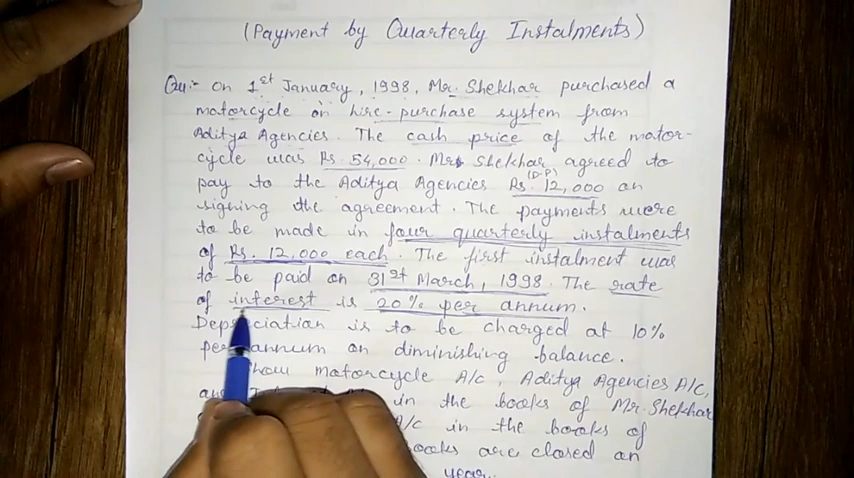 (Payment by Quarterly Instalments)
Qu:- On 1st January, 1998, Mr. Shekhar purchased a
motorcycle on hire-purchase system from
Aditya Agencies. The cash price of the motor-
cycle was Rs. 54,000. Mr. Shekhar agreed to
(D.P)
pay to the Aditya Agencies Rs. 12,000 on
signing the agreement. The payments were
to be made in four quarterly instalments
of Rs. 12,000 each. The first instalment was
to be paid on 31st March, 1998. The rate
of interest is 20% per annum.
Depreciation is to be charged at 10%
per annum on diminishing balance.
Show motorcycle A/c, Aditya Agencies A/c,
in the books of Mr. Shekhar
A/c in the books of
books are closed on
year.